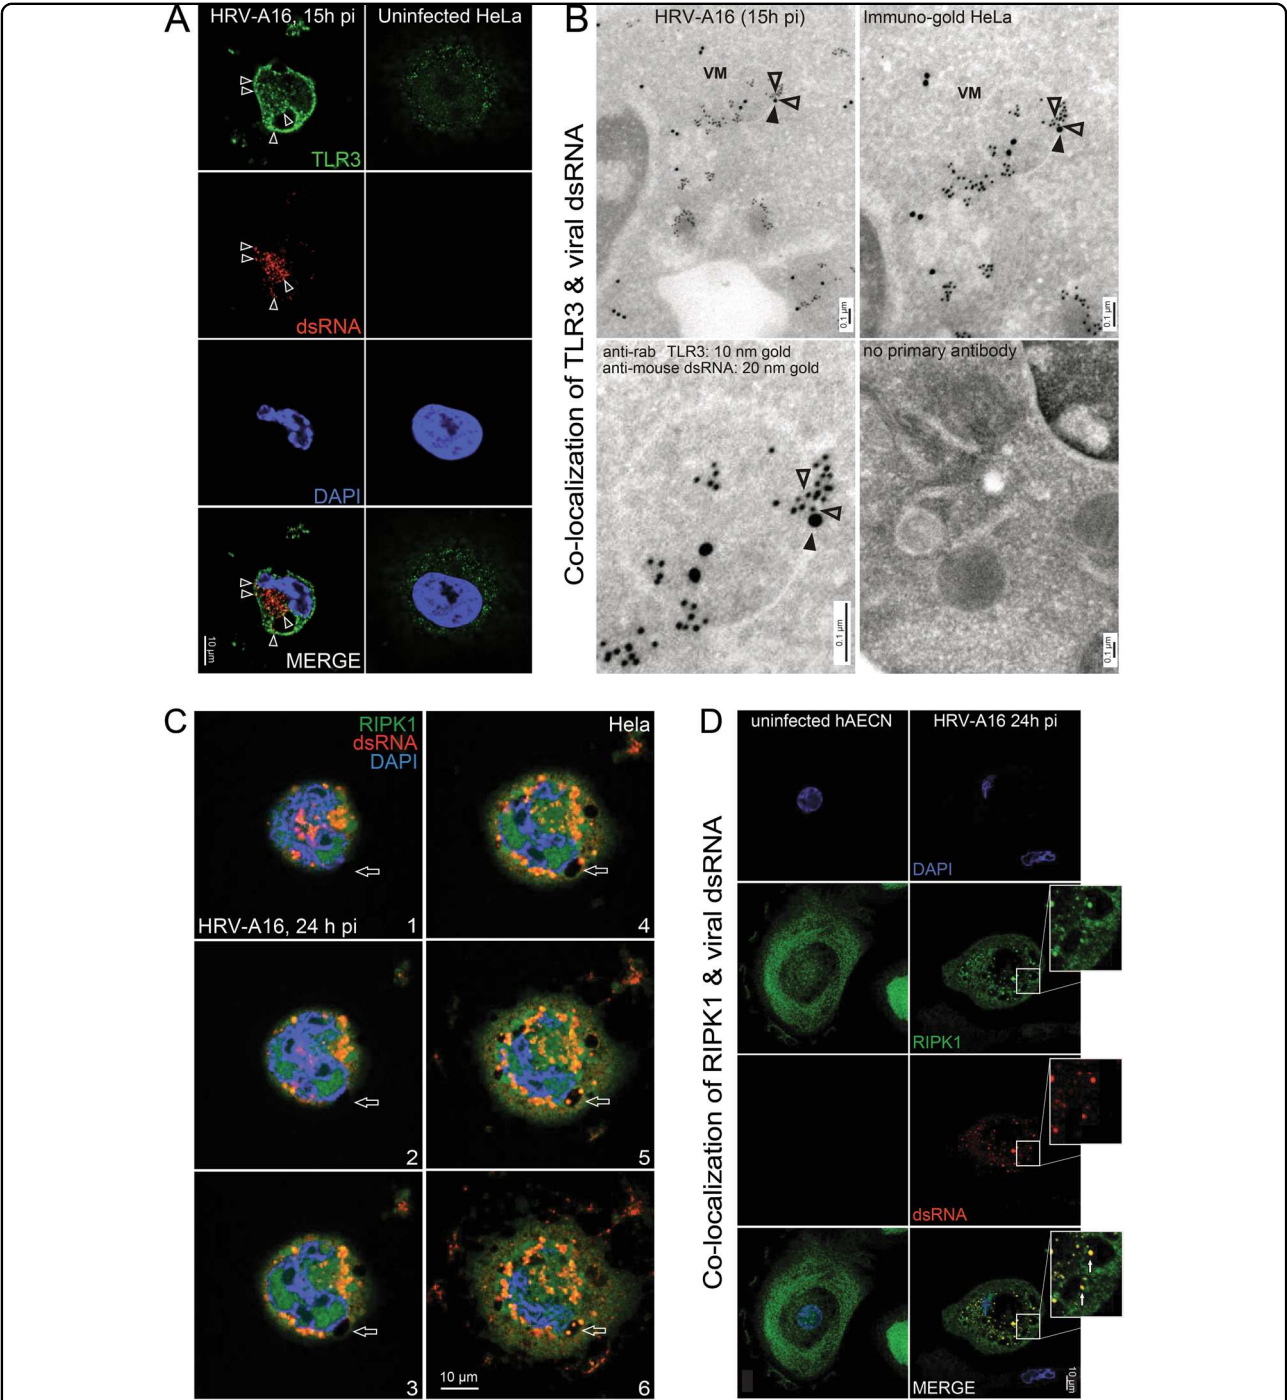 A
HRV-A16, 15h pi
Uninfected HeLa
TLR3
dsRNA
DAPI
MERGE
10 µm
B
Co-localization of TLR3 & viral dsRNA
HRV-A16 (15h pi)
VM
0.1 µm
Immuno-gold HeLa
VM
0.1 µm
anti-rab TLR3: 10 nm gold
anti-mouse dsRNA: 20 nm gold
0.1 µm
no primary antibody
0.1 µm
C
RIPK1
dsRNA
DAPI
HRV-A16, 24 h pi
1
Hela
4
2
5
3
10 µm
6
D
Co-localization of RIPK1 & viral dsRNA
uninfected hAECN
HRV-A16 24h pi
DAPI
RIPK1
dsRNA
MERGE
10 µm